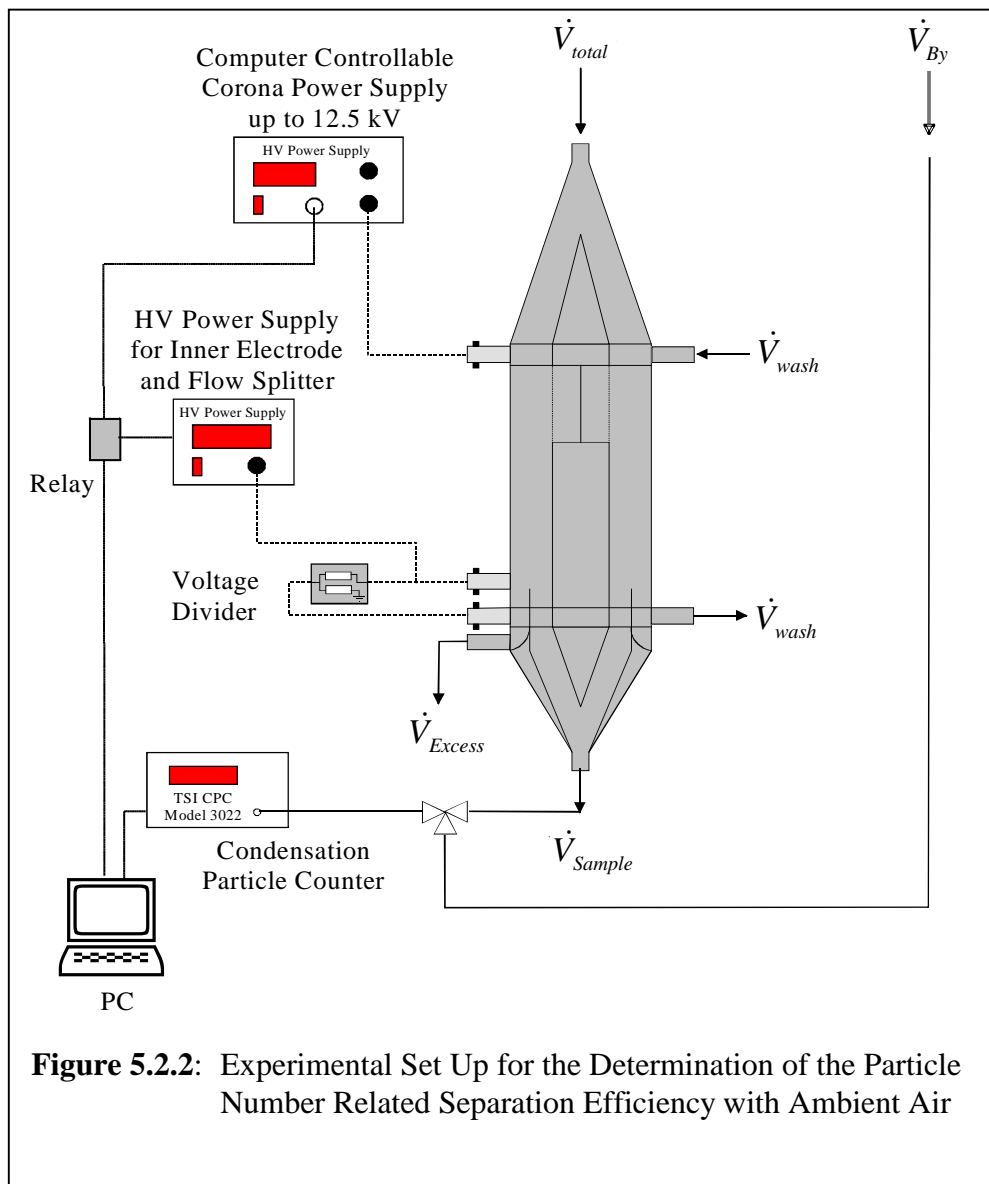 V̇total
V̇By
Computer Controllable
Corona Power Supply
up to 12.5 kV
HV Power Supply
HV Power Supply
for Inner Electrode
and Flow Splitter
V̇wash
HV Power Supply
Relay
Voltage
Divider
V̇wash
V̇Excess
TSI CPC
Model 3022
Condensation
Particle Counter
V̇Sample
PC
Figure 5.2.2: Experimental Set Up for the Determination of the Particle
Number Related Separation Efficiency with Ambient Air